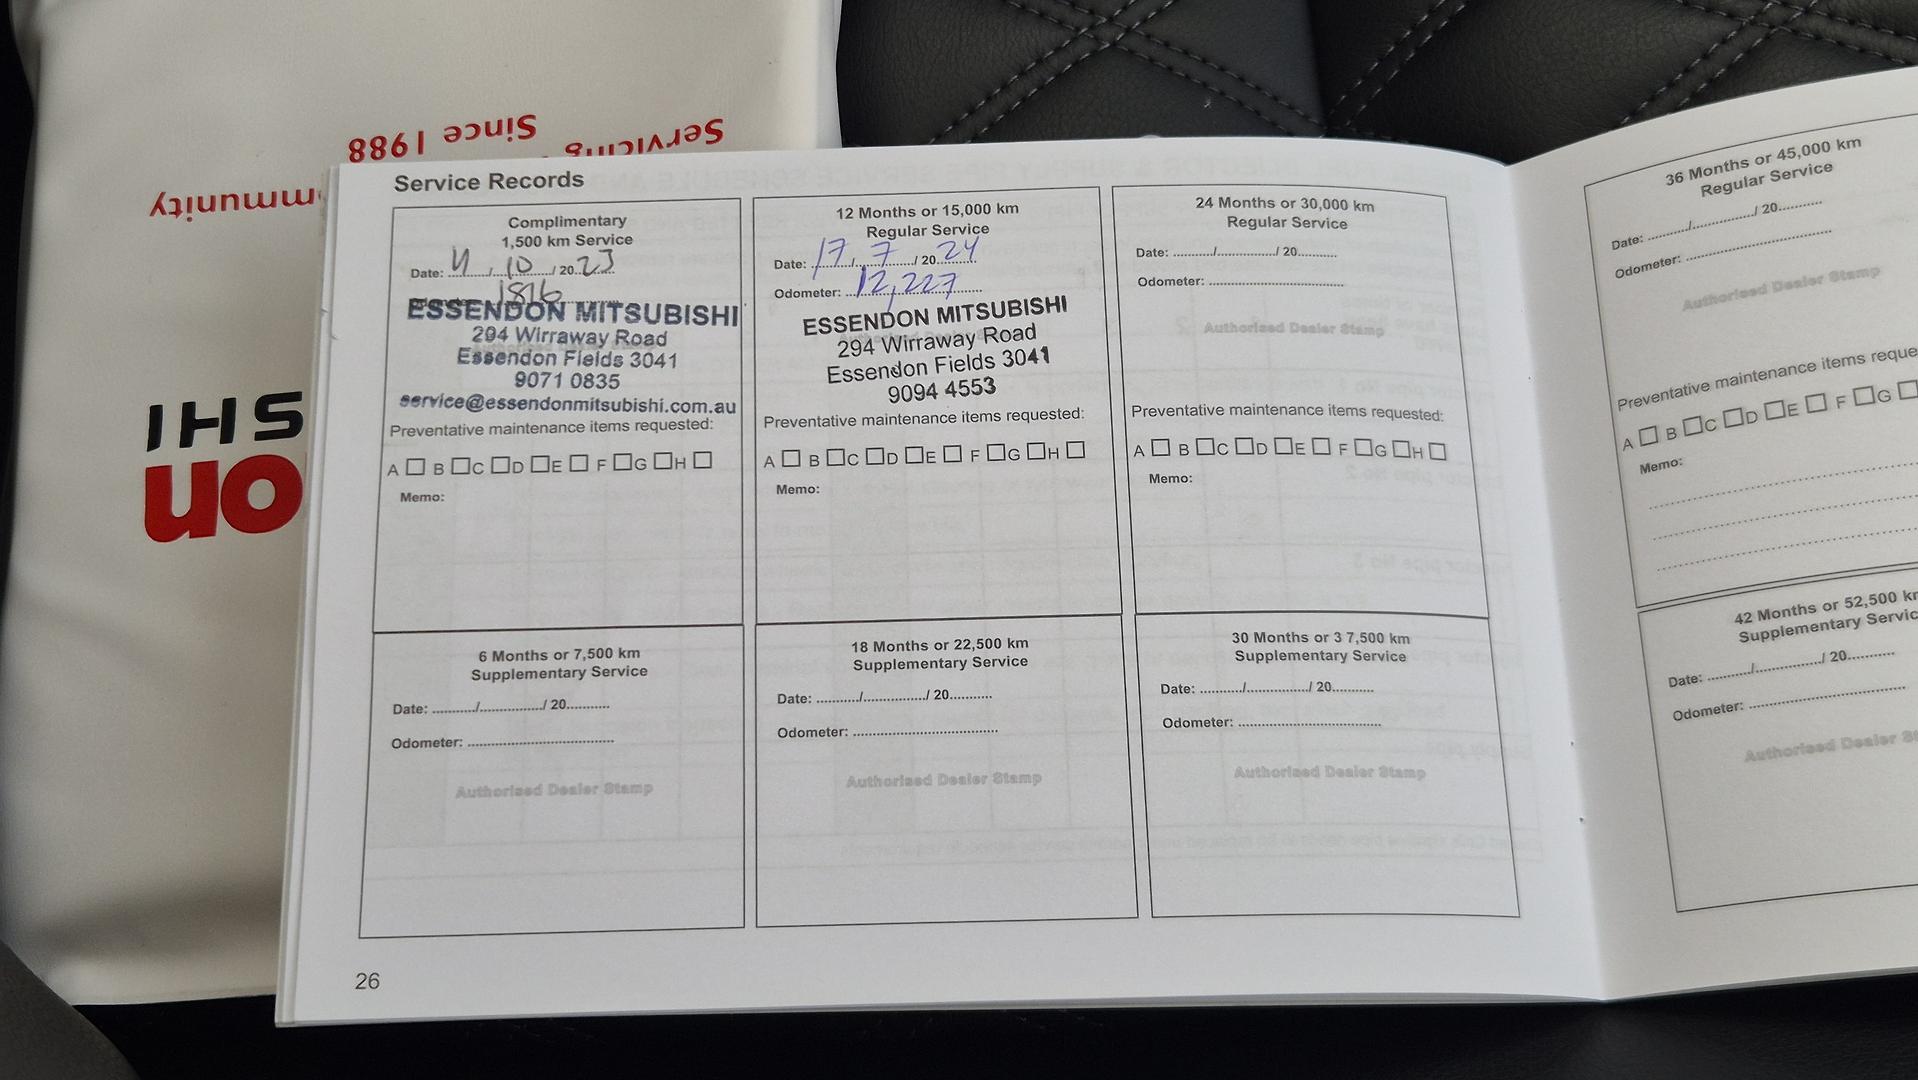 Servicing
Since 1988
mmunity
SHI
on
Service Records
Complimentary
1,500 km Service
Date: 4 / 10 / 20 23
1816
ESSENDON MITSUBISHI
294 Wirraway Road
Essendon Fields 3041
9071 0835
service@essendonmitsubishi.com.au
Preventative maintenance items requested:
A B C D E F G H
Memo:
12 Months or 15,000 km
Regular Service
Date: 17 / 7 / 20 24
Odometer: 12,227
ESSENDON MITSUBISHI
294 Wirraway Road
Essendon Fields 3041
9094 4553
Preventative maintenance items requested:
A B C D E F G H
Memo:
24 Months or 30,000 km
Regular Service
Date: ........../................/ 20...........
Odometer: ...................................
Authorised Dealer Stamp
Preventative maintenance items requested:
A B C D E F G H
Memo:
6 Months or 7,500 km
Supplementary Service
Date: ........../................/ 20...........
Odometer: ...................................
Authorised Dealer Stamp
18 Months or 22,500 km
Supplementary Service
Date: ........../................/ 20...........
Odometer: ...................................
Authorised Dealer Stamp
30 Months or 3 7,500 km
Supplementary Service
Date: ........../................/ 20...........
Odometer: ...................................
Authorised Dealer Stamp
26
36 Months or 45,000 km
Regular Service
Date: ........../................/ 20...........
Odometer: ...................................
Authorised Dealer Stamp
Preventative maintenance items reque
A B C D E F G
Memo:
42 Months or 52,500 km
Supplementary Servic
Date: ........../................/ 20...........
Odometer: ...................................
Authorised Dealer St